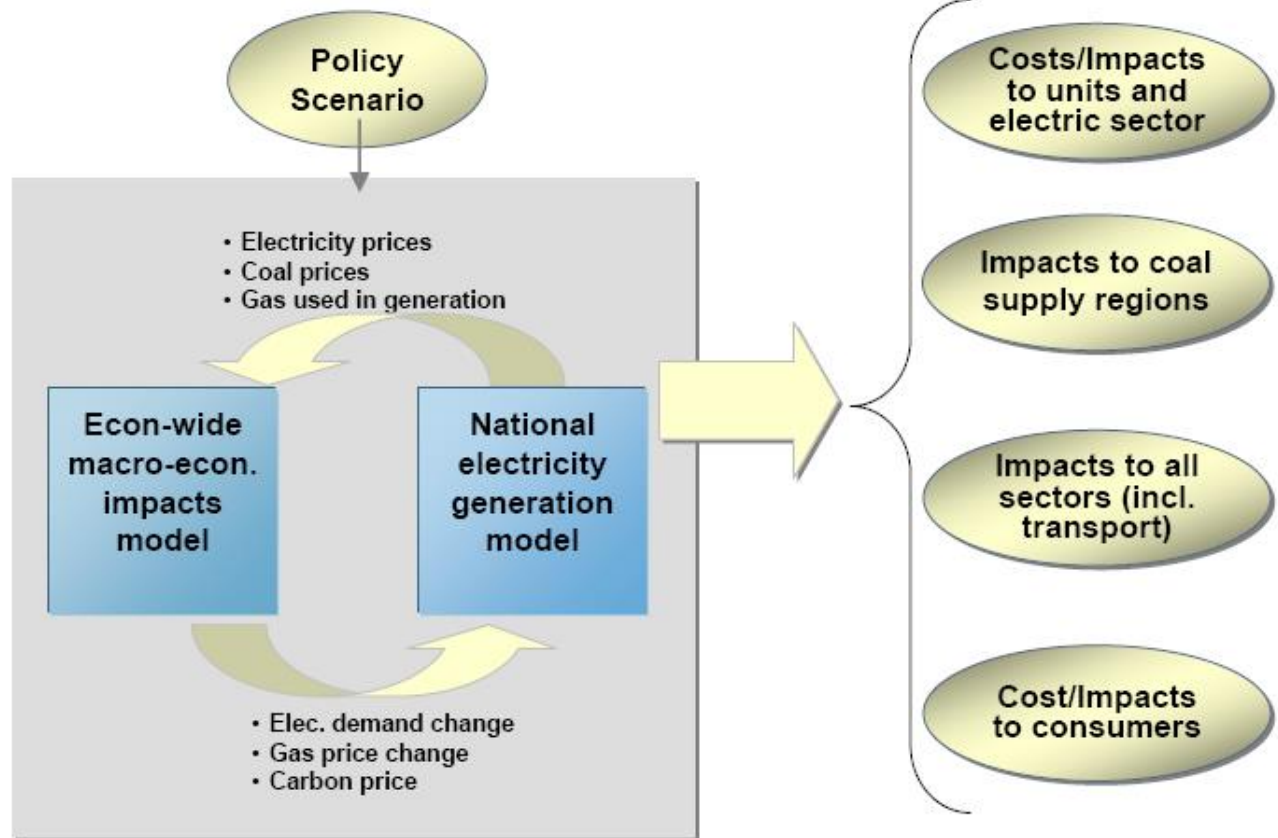 Policy
Scenario
• Electricity prices
• Coal prices
• Gas used in generation
Econ-wide
macro-econ.
impacts
model
National
electricity
generation
model
• Elec. demand change
• Gas price change
• Carbon price
Costs/Impacts
to units and
electric sector
Impacts to coal
supply regions
Impacts to all
sectors (incl.
transport)
Cost/Impacts
to consumers